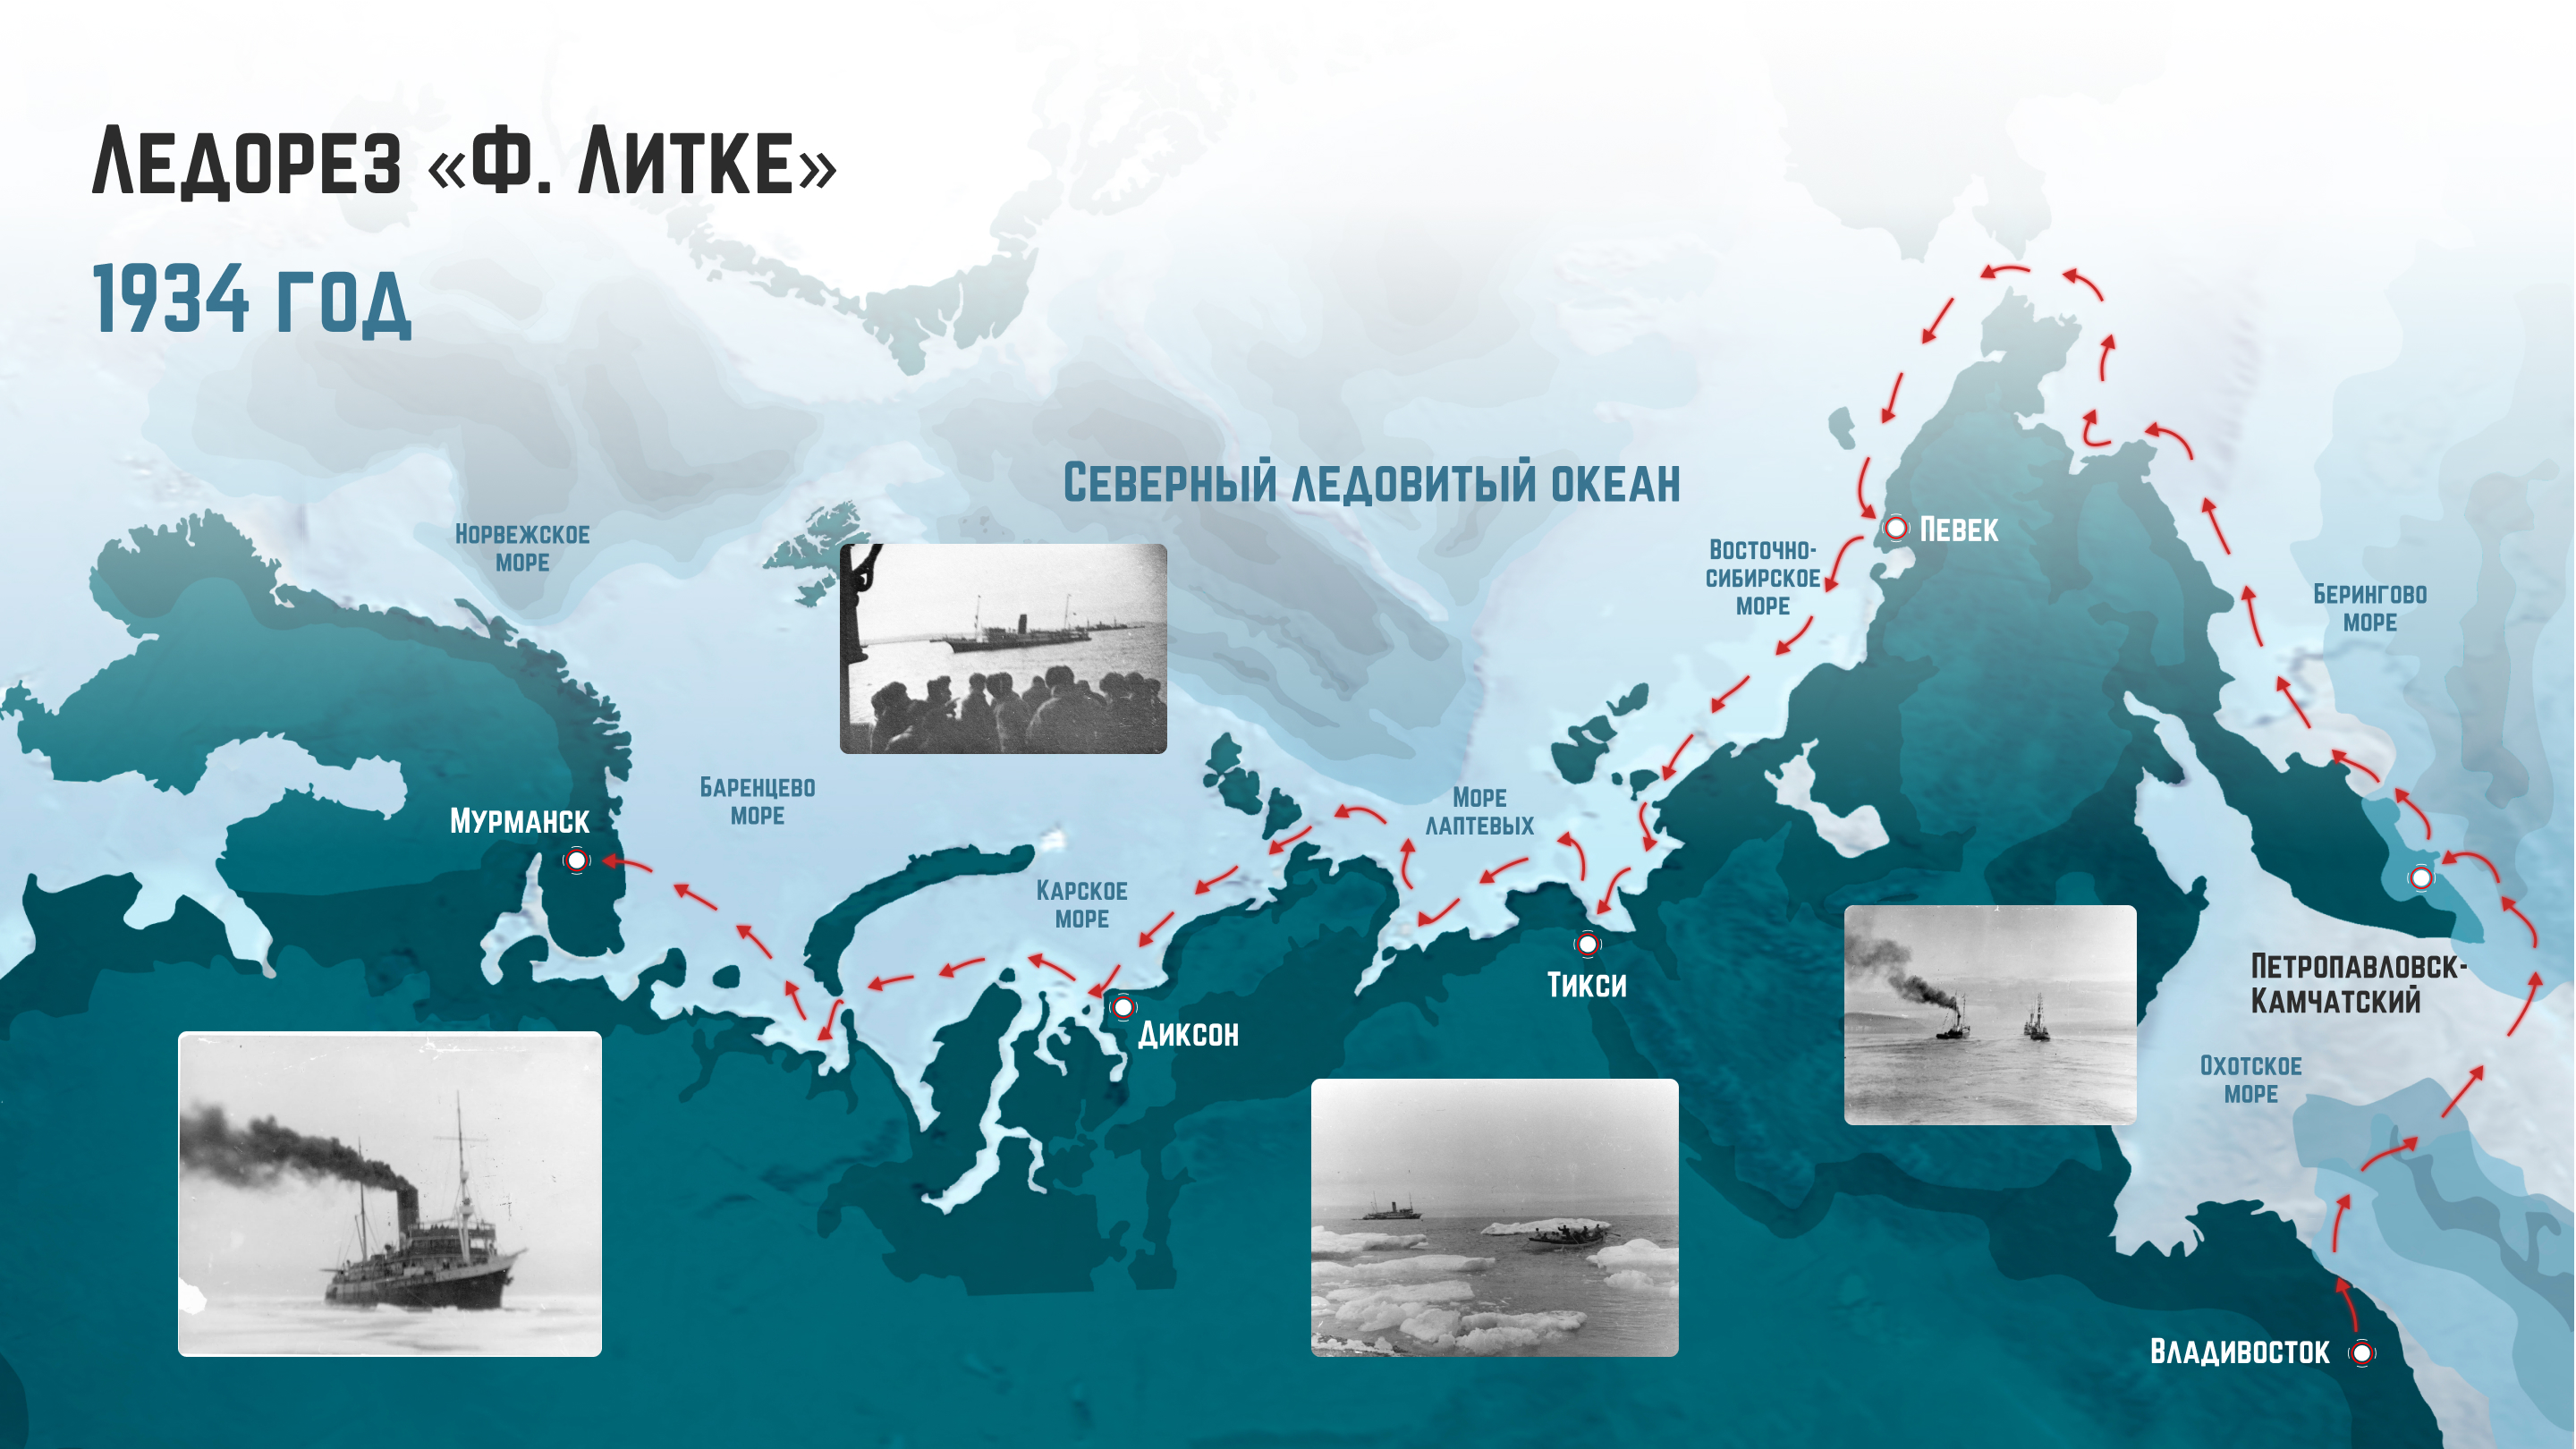 Ледорез «Ф. Литке»
1934 год
Северный ледовитый океан
Норвежское
море
Восточно-
сибирское
море
Певек
Берингово
море
Баренцево
море
Мурманск
Море
лаптевых
Карское
море
Тикси
Диксон
Петропавловск-
Камчатский
Охотское
море
Владивосток